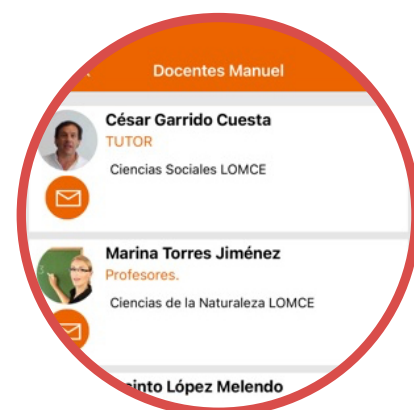 Docentes Manuel
César Garrido Cuesta
TUTOR
Ciencias Sociales LOMCE
Marina Torres Jiménez
Profesores.
Ciencias de la Naturaleza LOMCE
López Melendo